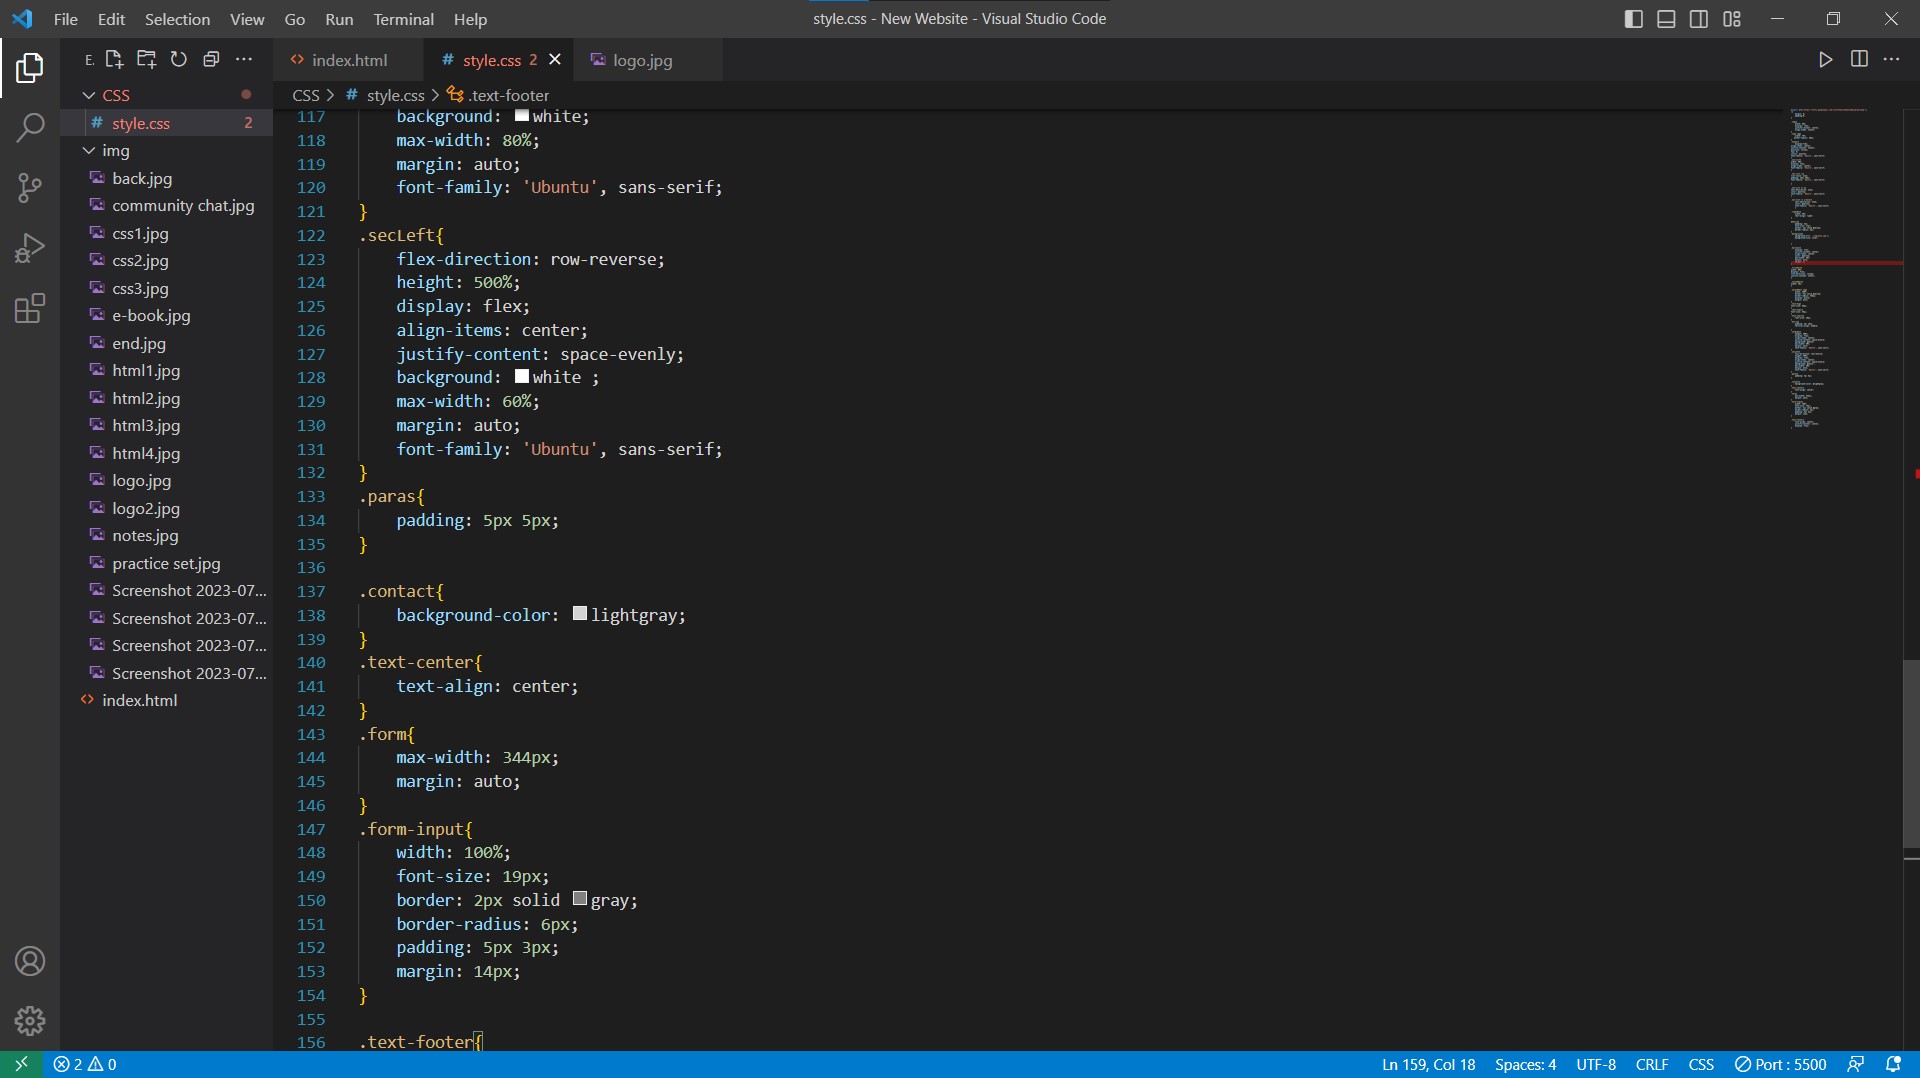 File Edit Selection View Go Run Terminal Help
style.css - New Website - Visual Studio Code
E.
index.html
# style.css 2
logo.jpg
CSS
# style.css 2
img
back.jpg
community chat.jpg
css1.jpg
css2.jpg
css3.jpg
e-book.jpg
end.jpg
html1.jpg
html2.jpg
html3.jpg
html4.jpg
logo.jpg
logo2.jpg
notes.jpg
practice set.jpg
Screenshot 2023-07...
Screenshot 2023-07...
Screenshot 2023-07...
Screenshot 2023-07...
index.html
CSS > # style.css > .text-footer
117 background: white;
118 max-width: 80%;
119 margin: auto;
120 font-family: 'Ubuntu', sans-serif;
121 }
122 .secLeft{
123 flex-direction: row-reverse;
124 height: 500%;
125 display: flex;
126 align-items: center;
127 justify-content: space-evenly;
128 background: white ;
129 max-width: 60%;
130 margin: auto;
131 font-family: 'Ubuntu', sans-serif;
132 }
133 .paras{
134 padding: 5px 5px;
135 }
136
137 .contact{
138 background-color: lightgray;
139 }
140 .text-center{
141 text-align: center;
142 }
143 .form{
144 max-width: 344px;
145 margin: auto;
146 }
147 .form-input{
148 width: 100%;
149 font-size: 19px;
150 border: 2px solid gray;
151 border-radius: 6px;
152 padding: 5px 3px;
153 margin: 14px;
154 }
155
156 .text-footer{
2 0
Ln 159, Col 18 Spaces: 4 UTF-8 CRLF CSS Port : 5500